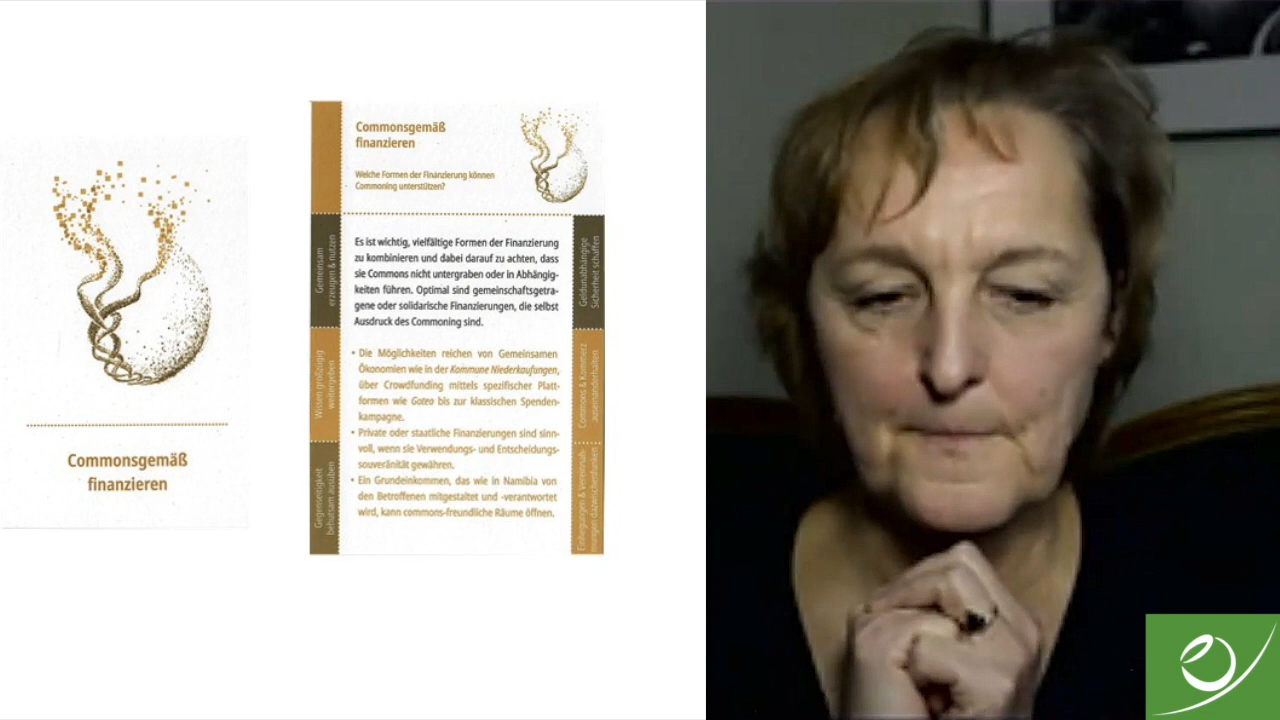 Commonsgemäß
finanzieren
Commonsgemäß
finanzieren
Welche Formen der Finanzierung können
Commoning unterstützen?
Gemeinsam
erzeugen & nutzen
Wissen großzügig
weitergeben
Gegenseitigkeit
behutsam ausüben
Es ist wichtig, vielfältige Formen der Finanzierung
zu kombinieren und dabei darauf zu achten, dass
sie Commons nicht untergraben oder in Abhängig-
keiten führen. Optimal sind gemeinschaftsgetra-
gene oder solidarische Finanzierungen, die selbst
Ausdruck des Commoning sind.
• Die Möglichkeiten reichen von Gemeinsamen
Ökonomien wie in der Kommune Niederkaufungen,
über Crowdfunding mittels spezifischer Platt-
formen wie Goteo bis zur klassischen Spenden-
kampagne.
• Private oder staatliche Finanzierungen sind sinn-
voll, wenn sie Verwendungs- und Entscheidungs-
souveränität gewähren.
• Ein Grundeinkommen, das wie in Namibia von
den Betroffenen mitgestaltet und -verantwortet
wird, kann commons-freundliche Räume öffnen.
Geldunabhängige
Sicherheit schaffen
Commons & Kommerz
auseinanderhalten
Einhegungen & Vereinnah-
mungen dazwischenfunken